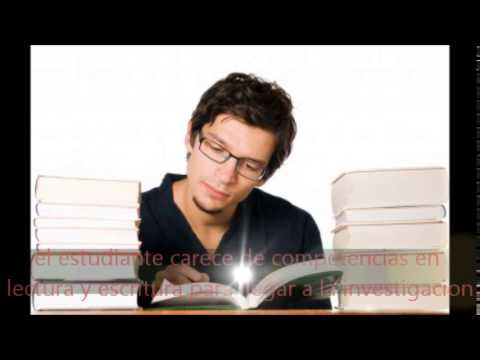 y el estudiante carece de competencias en
lectura y escritura para llegar a la investigacion